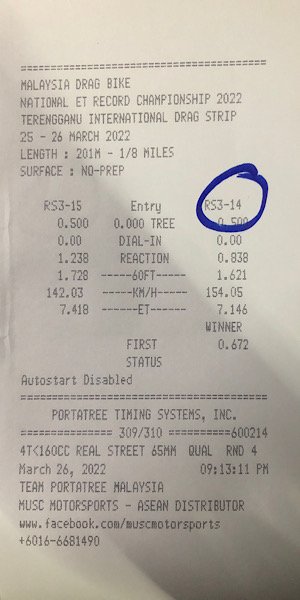 ==========================================
MALAYSIA DRAG BIKE
NATIONAL ET RECORD CHAMPIONSHIP 2022
TERENGGANU INTERNATIONAL DRAG STRIP
25 - 26 MARCH 2022
LENGTH : 201M - 1/8 MILES
SURFACE : NO-PREP
RS3-15 Entry RS3-14
0.500 0.000 TREE 0.500
0.00 DIAL-IN 0.00
1.238 REACTION 0.838
1.728 -----60FT----- 1.621
142.03 -----KM/H----- 154.05
7.418 ------ET------ 7.146
WINNER
FIRST 0.672
STATUS
Autostart Disabled
==========================================
PORTATREE TIMING SYSTEMS, INC.
============== 309/310 ==========600214
4T<160CC REAL STREET 65MM QUAL RND 4
March 26, 2022 09:13:11 PM
TEAM PORTATREE MALAYSIA
MUSC MOTORSPORTS - ASEAN DISTRIBUTOR
www.facebook.com/muscmotorsports
+6016-6681490